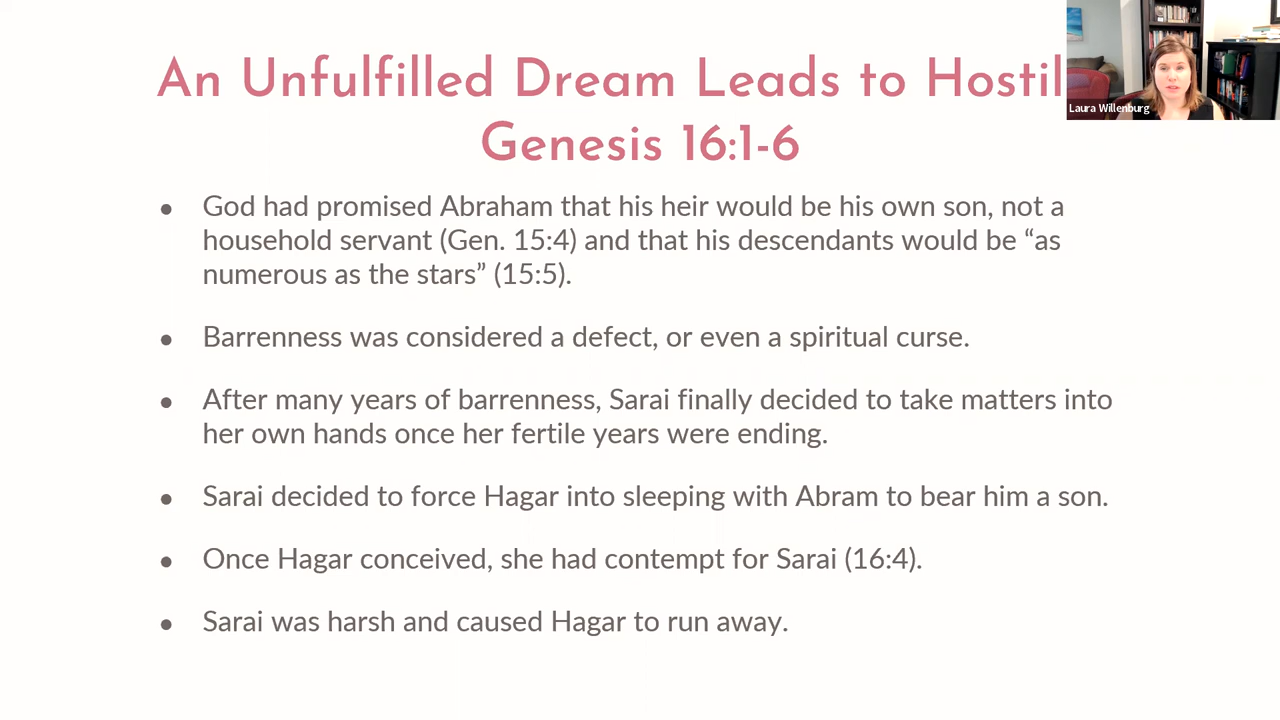 An Unfulfilled Dream Leads to
Genesis 16:1-6
Laura Willenburg
● God had promised Abraham that his heir would be his own son, not a
household servant (Gen. 15:4) and that his descendants would be “as
numerous as the stars” (15:5).
● Barrenness was considered a defect, or even a spiritual curse.
● After many years of barrenness, Sarai finally decided to take matters into
her own hands once her fertile years were ending.
● Sarai decided to force Hagar into sleeping with Abram to bear him a son.
● Once Hagar conceived, she had contempt for Sarai (16:4).
● Sarai was harsh and caused Hagar to run away.